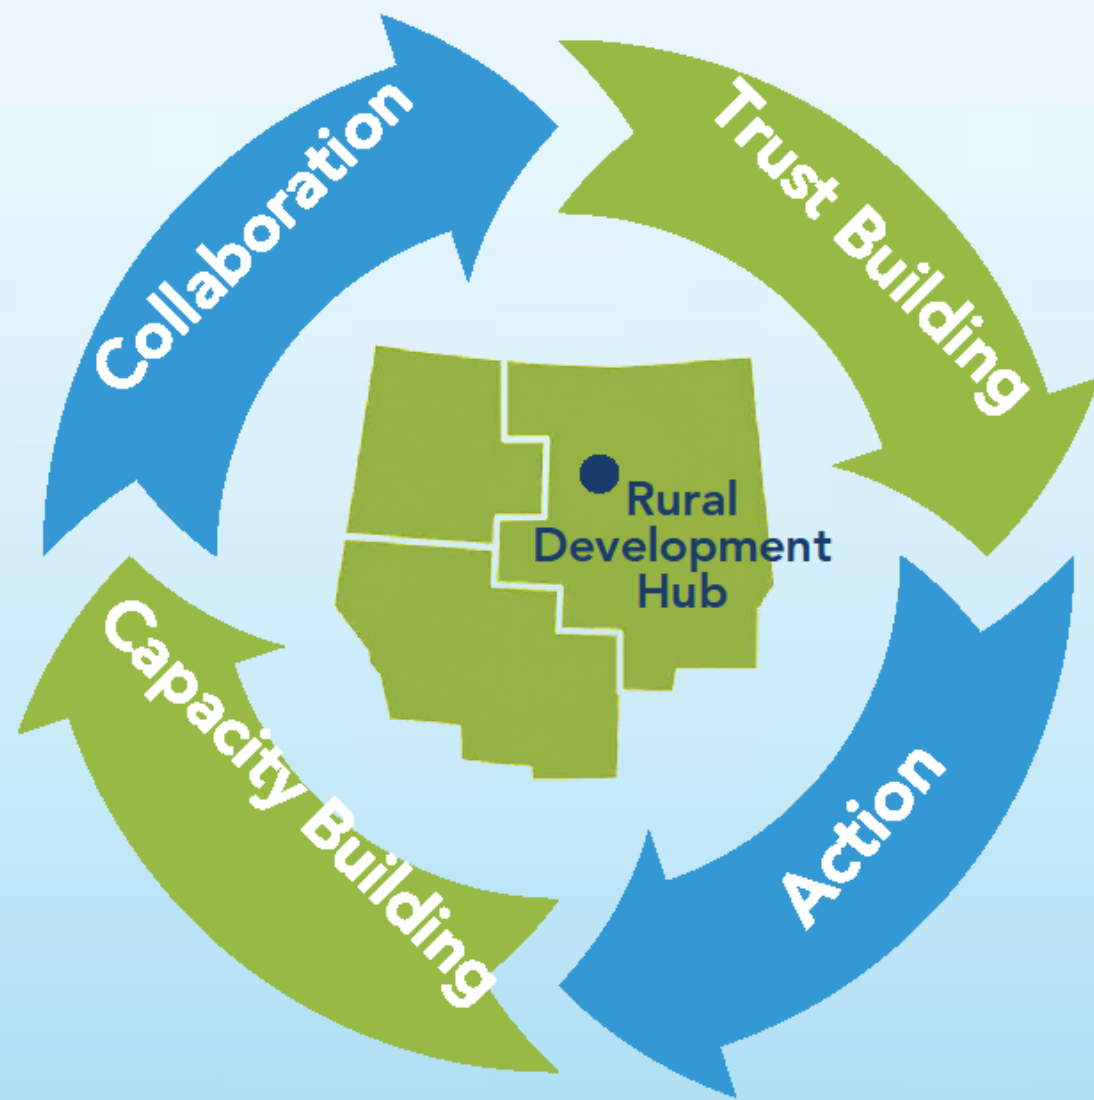 Collaboration
Trust Building
Rural
Development
Hub
Action
Capacity Building